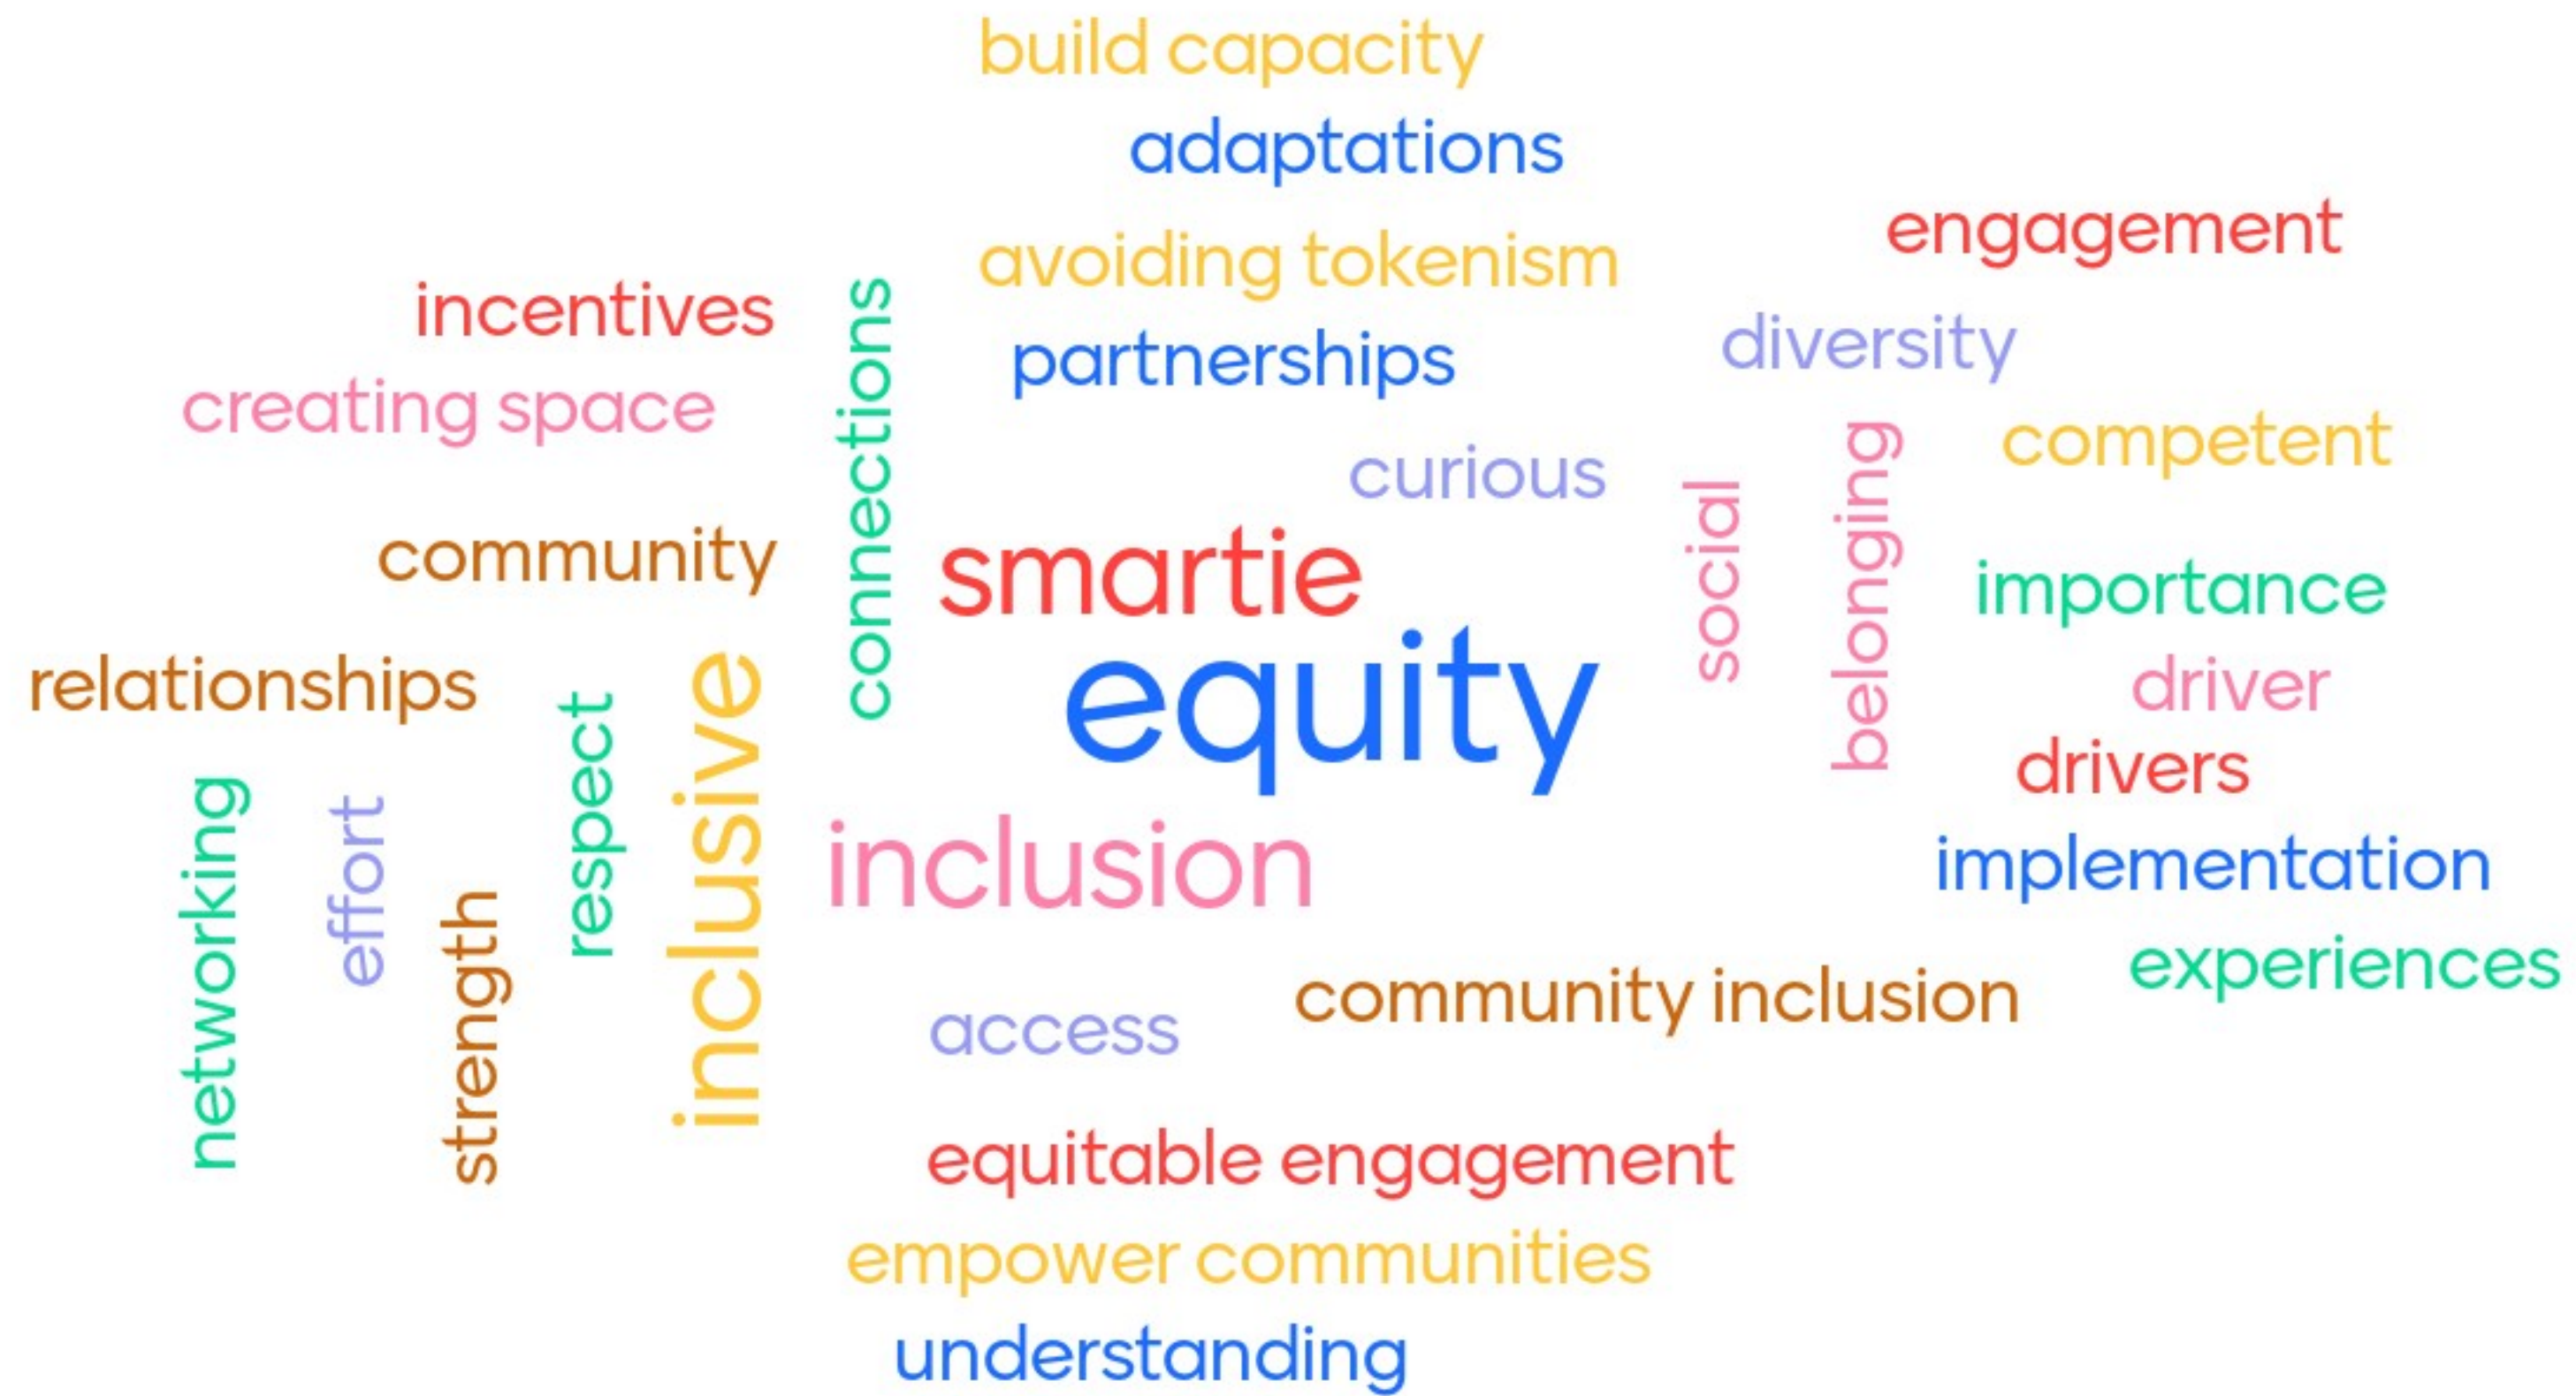 build capacity
adaptations
engagement
avoiding tokenism
incentives
connections
diversity
partnerships
creating space
competent
curious
belonging
social
community
smartie
importance
equity
relationships
driver
respect
inclusive
drivers
networking
effort
inclusion
implementation
strength
experiences
community inclusion
access
equitable engagement
empower communities
understanding